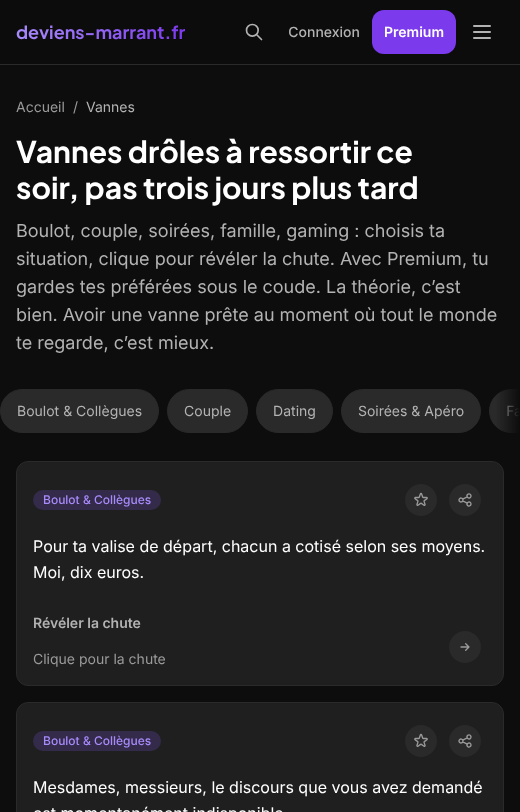 deviens-marrant.fr
Connexion
Premium
Accueil / Vannes
Vannes drôles à ressortir ce
soir, pas trois jours plus tard
Boulot, couple, soirées, famille, gaming : choisis ta
situation, clique pour révéler la chute. Avec Premium, tu
gardes tes préférées sous le coude. La théorie, c’est
bien. Avoir une vanne prête au moment où tout le monde
te regarde, c’est mieux.
Boulot & Collègues
Couple
Dating
Soirées & Apéro
Boulot & Collègues
Pour ta valise de départ, chacun a cotisé selon ses moyens.
Moi, dix euros.
Révéler la chute
Clique pour la chute
Boulot & Collègues
Mesdames, messieurs, le discours que vous avez demandé
est momentanément indisponible.